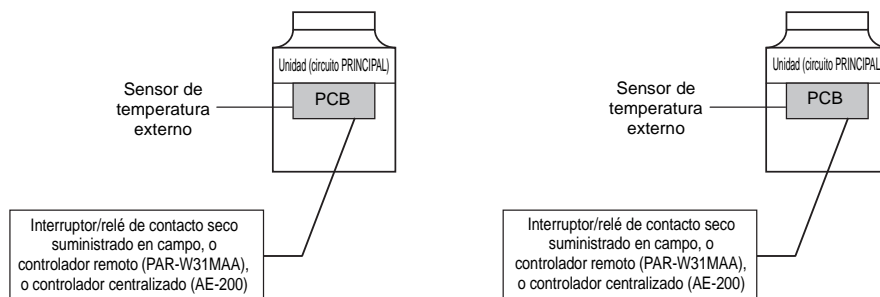 Unidad (circuito PRINCIPAL)
PCB
Sensor de
temperatura
externo
Interruptor/relé de contacto seco
suministrado en campo, o
controlador remoto (PAR-W31MAA),
o controlador centralizado (AE-200)
Unidad (circuito PRINCIPAL
PCB
Sensor de
temperatura
externo
Interruptor/relé de contacto seco
suministrado en campo, o
controlador remoto (PAR-W31MAA),
o controlador centralizado (AE-200)